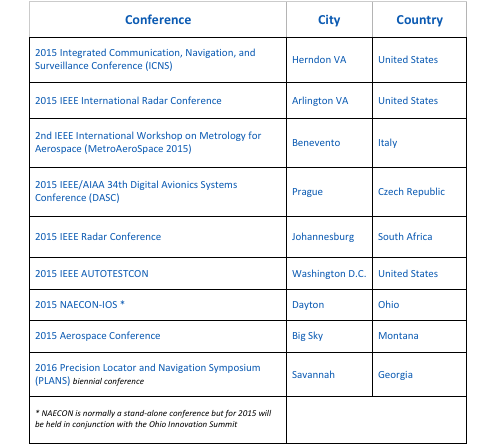 Conference City Country
2015 Integrated Communication, Navigation, and
Surveillance Conference (ICNS)
Herndon VA
United States
2015 IEEE International Radar Conference
Arlington VA
United States
2nd IEEE International Workshop on Metrology for
Aerospace (MetroAeroSpace 2015)
Benevento
Italy
2015 IEEE/AIAA 34th Digital Avionics Systems
Conference (DASC)
Prague
Czech Republic
2015 IEEE Radar Conference
Johannesburg
South Africa
2015 IEEE AUTOTESTCON
Washington D.C.
United States
2015 NAECON-IOS *
Dayton
Ohio
2015 Aerospace Conference
Big Sky
Montana
2016 Precision Locator and Navigation Symposium
(PLANS) biennial conference
Savannah
Georgia
* NAECON is normally a stand-alone conference but for 2015 will
be held in conjunction with the Ohio Innovation Summit